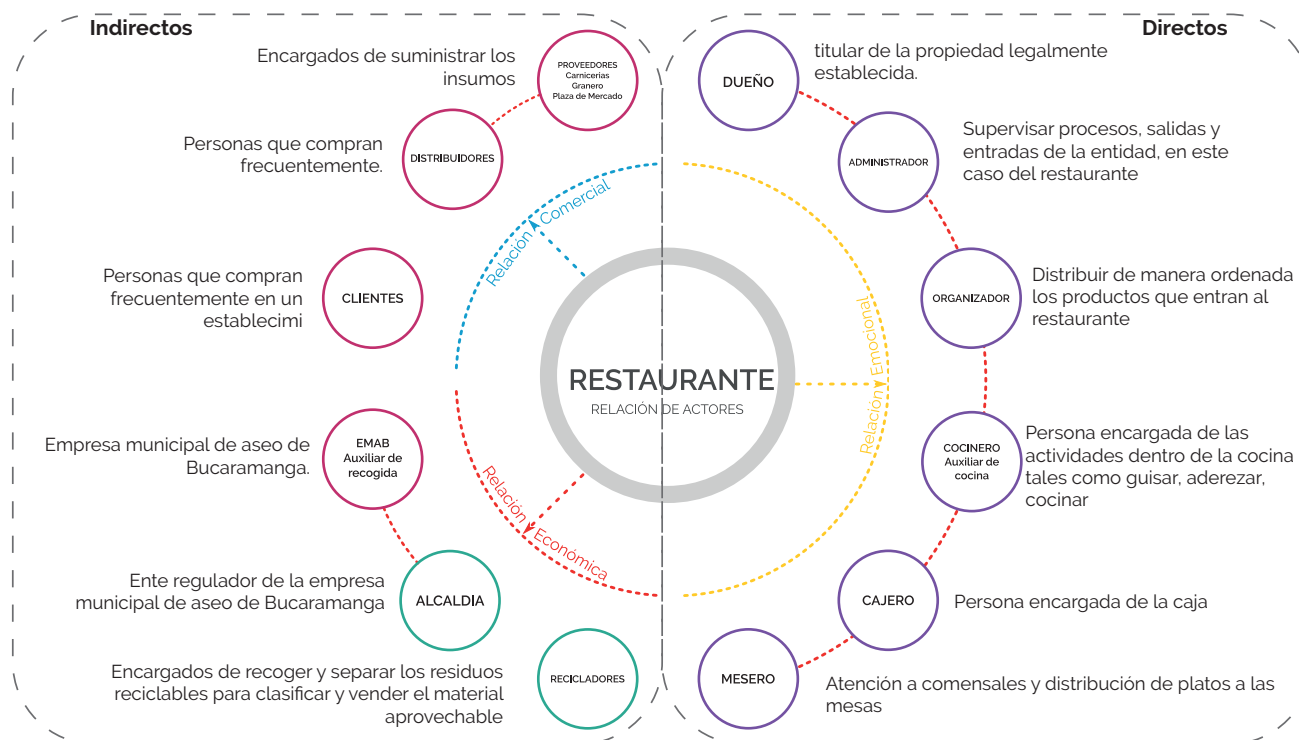 Indirectos
Encargados de suministrar los
insumos
PROVEEDORES
Carnicerias
Granero
Plaza de Mercado
Personas que compran
frecuentemente.
DISTRIBUIDORES
Personas que compran
frecuentemente en un
establecimi
CLIENTES
Empresa municipal de aseo de
Bucaramanga.
EMAB
Auxiliar de
recogida
Ente regulador de la empresa
municipal de aseo de Bucaramanga
ALCALDIA
Encargados de recoger y separar los residuos
reciclables para clasificar y vender el material
aprovechable
RECICLADORES
Relación Comercial
Relación Económica
RESTAURANTE
RELACIÓN DE ACTORES
Relación Emocional
Directos
DUEÑO
titular de la propiedad legalmente
establecida.
ADMINISTRADOR
Supervisar procesos, salidas y
entradas de la entidad, en este
caso del restaurante
ORGANIZADOR
Distribuir de manera ordenada
los productos que entran al
restaurante
COCINERO
Auxiliar de
cocina
Persona encargada de las
actividades dentro de la cocina
tales como guisar, aderezar,
cocinar
CAJERO
Persona encargada de la caja
MESERO
Atención a comensales y distribución de platos a las
mesas